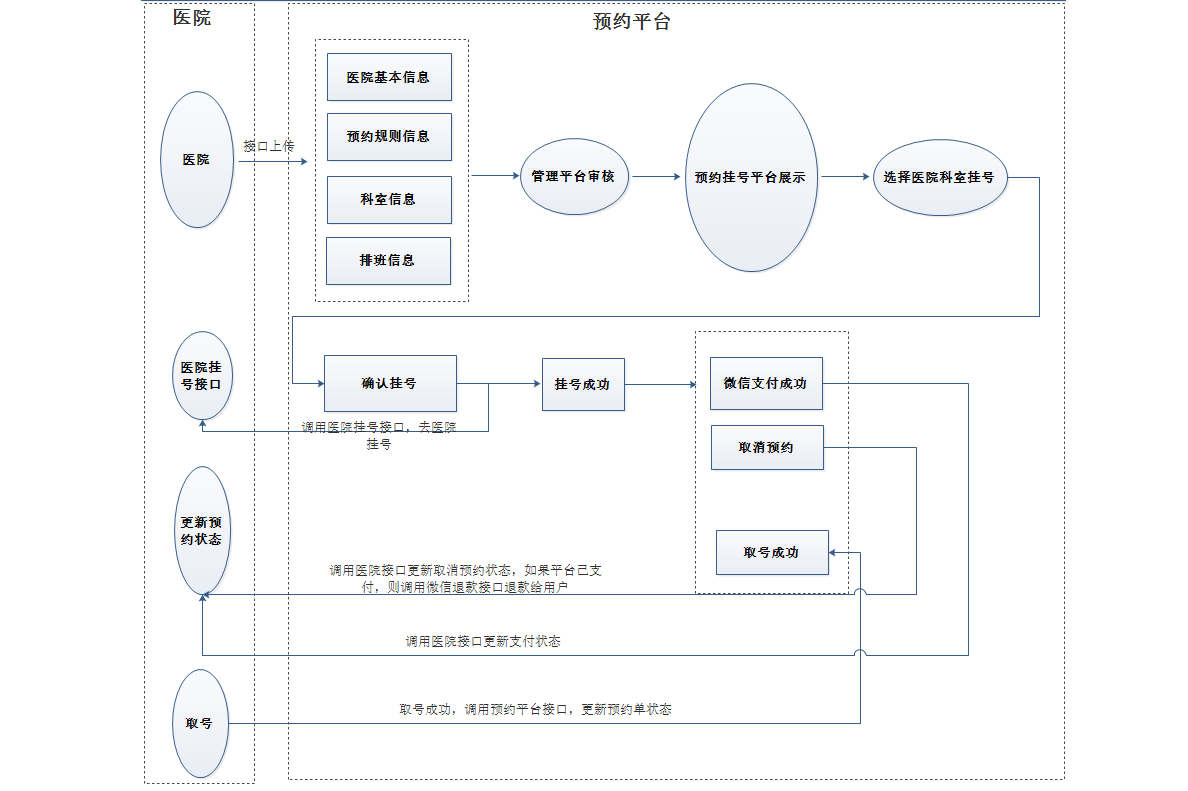 医院
预约平台
医院基本信息
预约规则信息
科室信息
排班信息
医院
接口上传
管理平台审核
预约挂号平台展示
选择医院科室挂号
医院挂
号接口
确认挂号
挂号成功
微信支付成功
调用医院挂号接口，去医院
挂号
取消预约
更新预
约状态
取号成功
调用医院接口更新取消预约状态，如果平台已支
付，则调用微信退款接口退款给用户
调用医院接口更新支付状态
取号
取号成功，调用预约平台接口，更新预约单状态